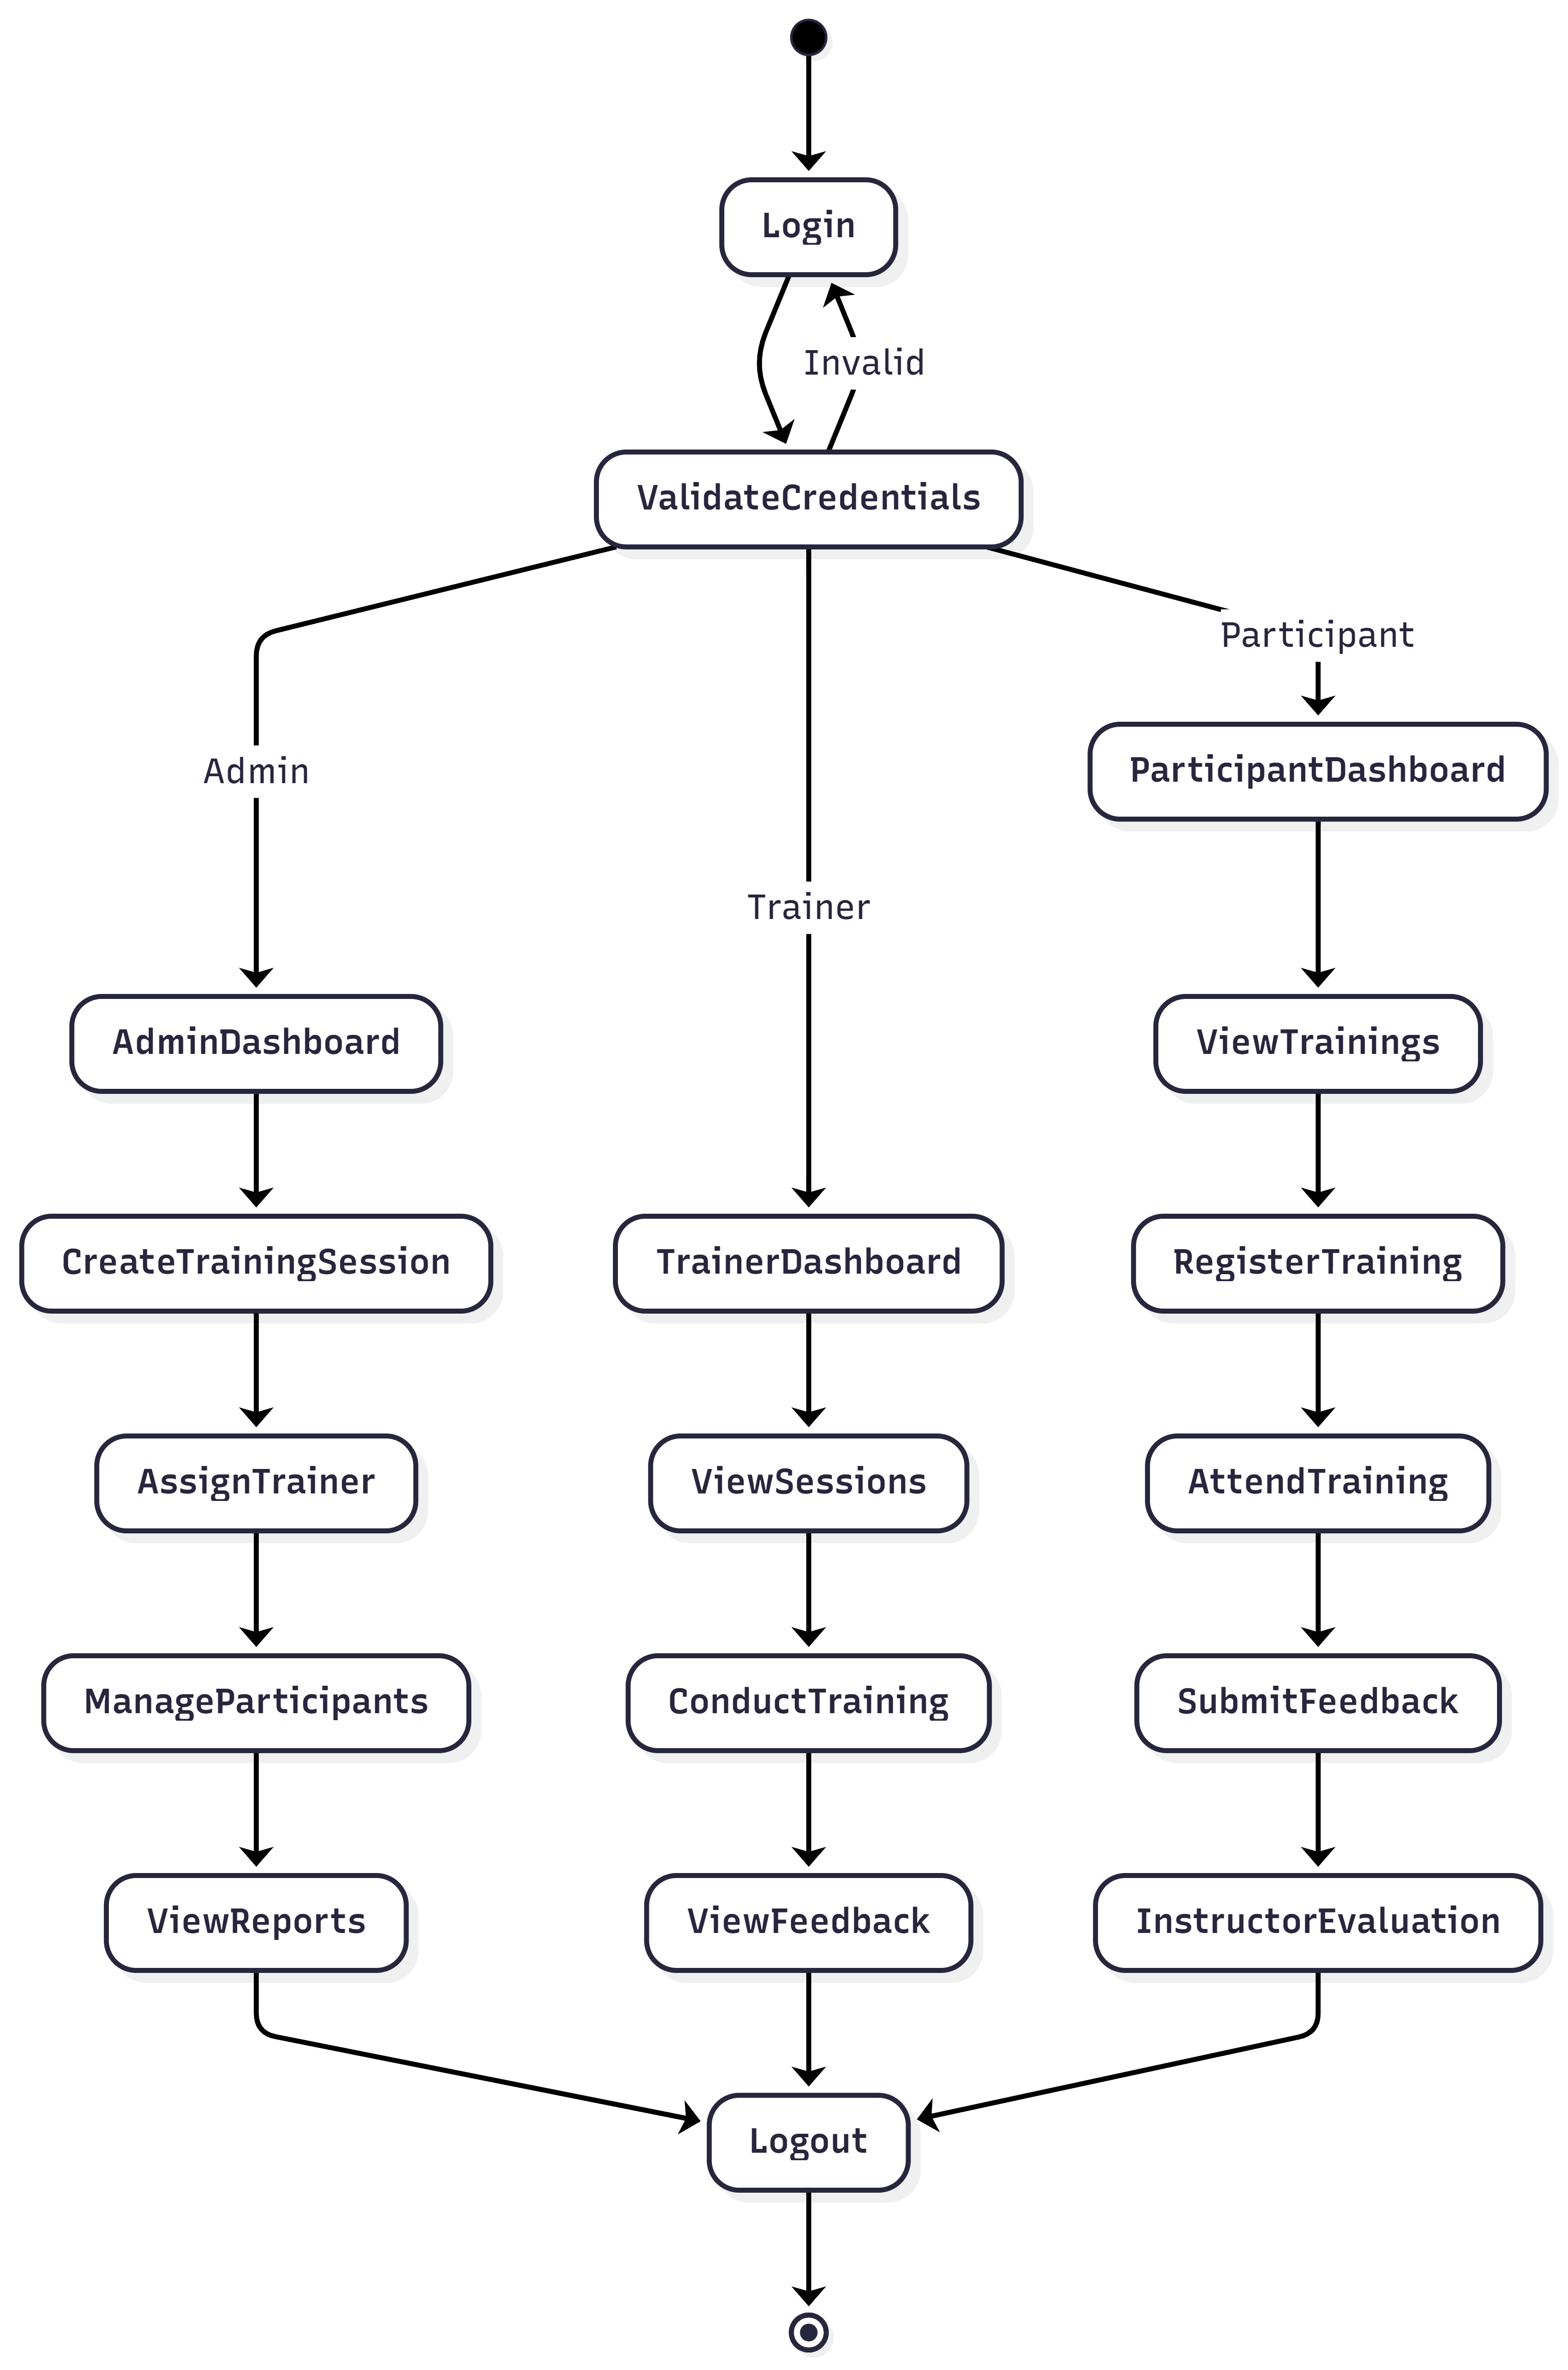 Login
Invalid
ValidateCredentials
Participant
Admin
ParticipantDashboard
Trainer
AdminDashboard
ViewTrainings
CreateTrainingSession
TrainerDashboard
RegisterTraining
AssignTrainer
ViewSessions
AttendTraining
ManageParticipants
ConductTraining
SubmitFeedback
ViewReports
ViewFeedback
InstructorEvaluation
Logout